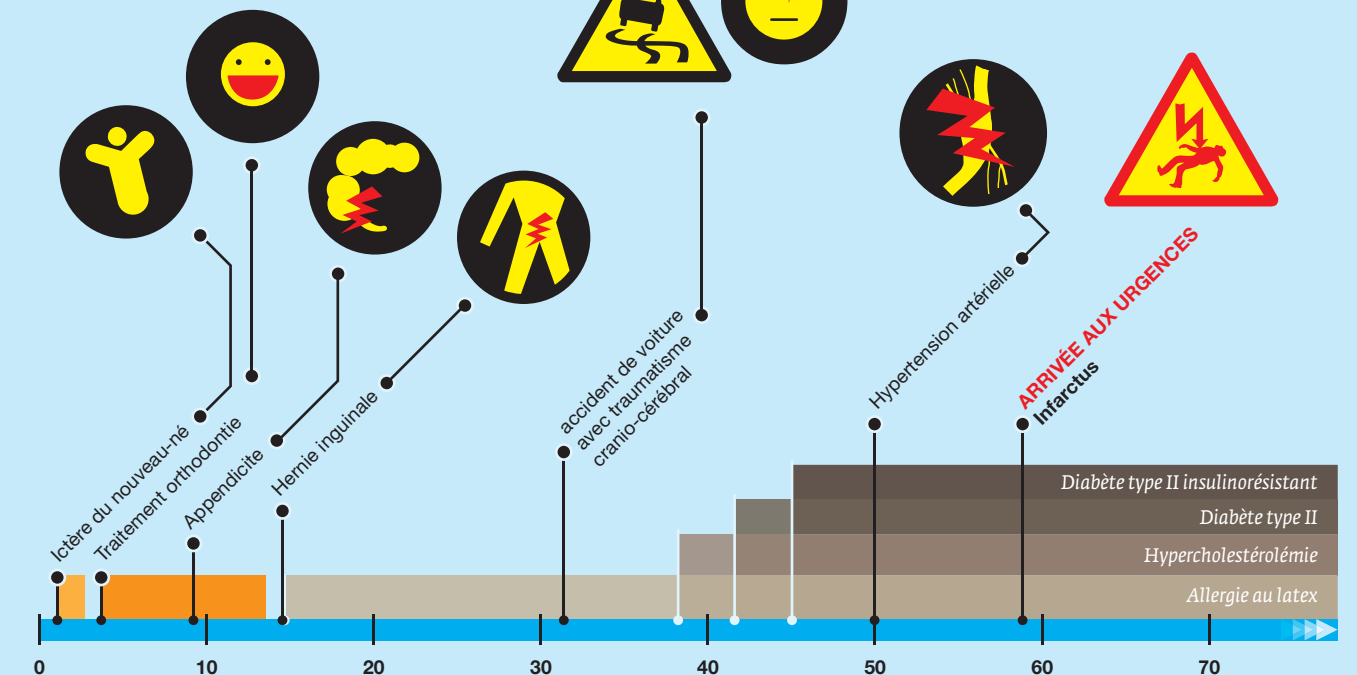 Ictère du nouveau-né
Traitement orthodontie
Appendicite
Hernie inguinale
accident de voiture
avec traumatisme
cranio-cérébral
Hypertension artérielle
ARRIVÉE AUX URGENCES
Infarctus
Diabète type II insulinorésistant
Diabète type II
Hypercholestérolémie
Allergie au latex
0 10 20 30 40 50 60 70